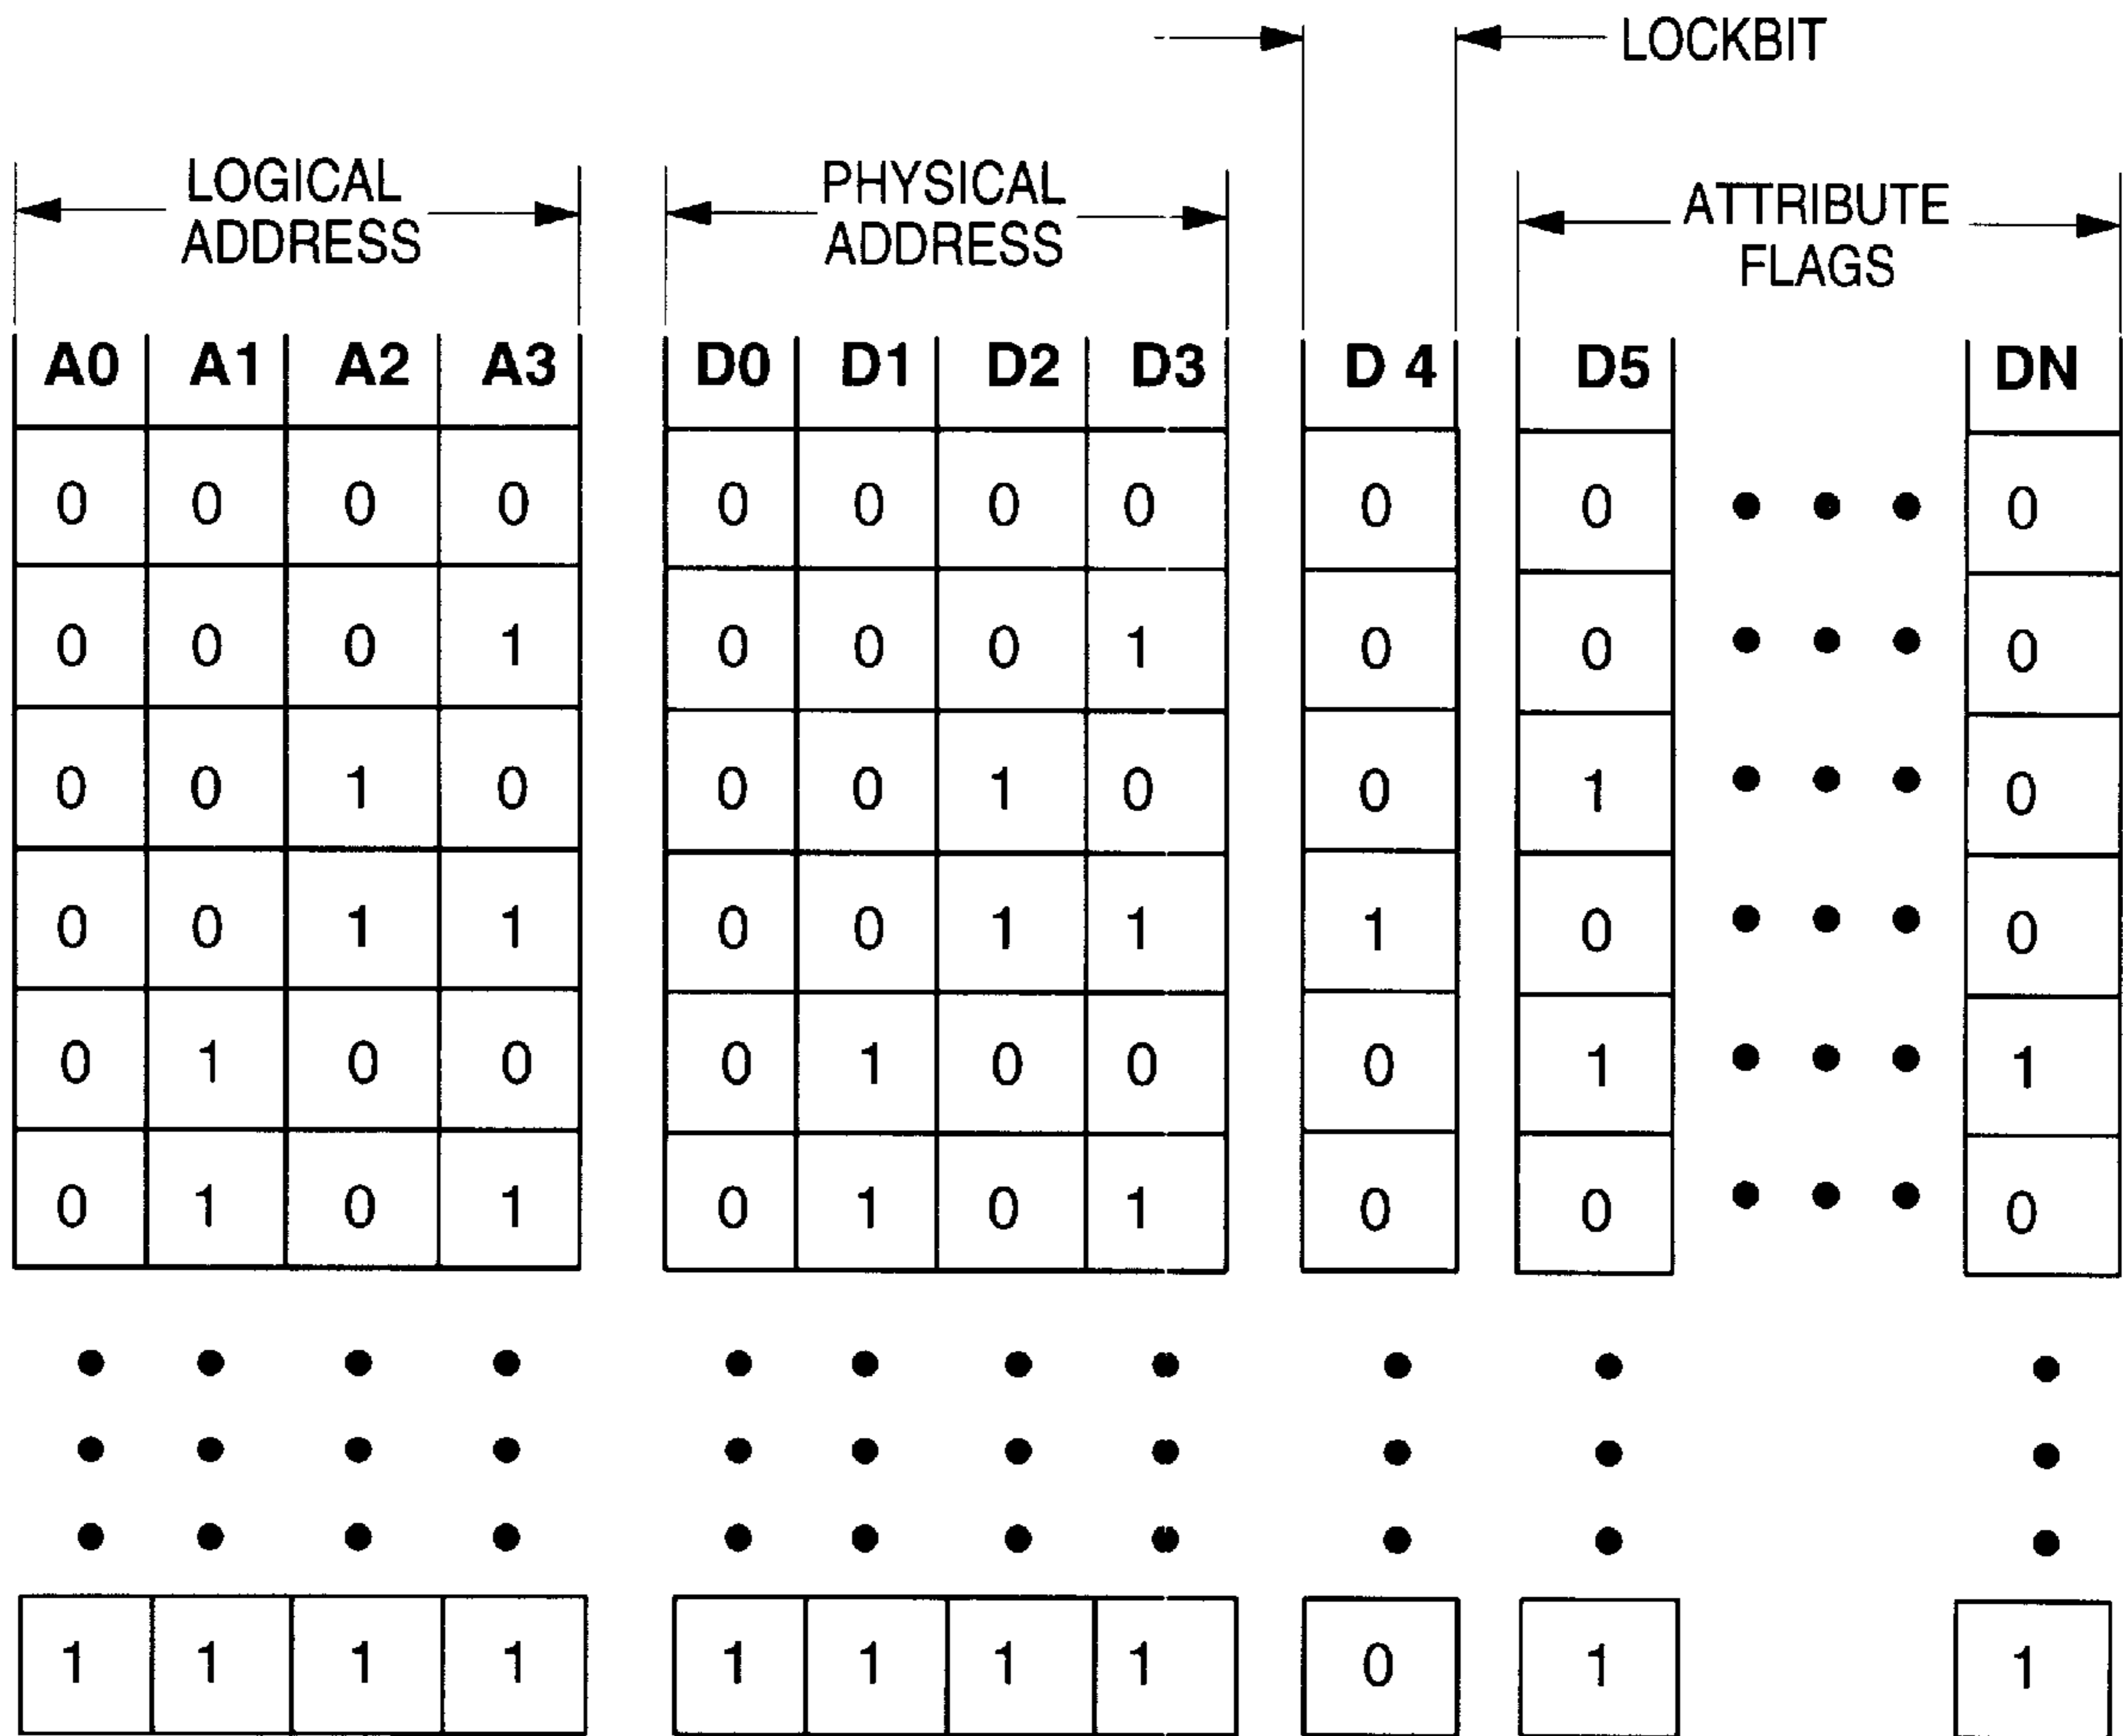 LOCKBIT
LOGICAL
ADDRESS
PHYSICAL
ADDRESS
ATTRIBUTE
FLAGS
A0 A1 A2 A3 D0 D1 D2 D3 D 4 D5 DN
0 0 0 0 0 0 0 0 0 0 0
0 0 0 1 0 0 0 1 0 0 0
0 0 1 0 0 0 1 0 0 1 0
0 0 1 1 0 0 1 1 1 0 0
0 1 0 0 0 1 0 0 0 1 1
0 1 0 1 0 1 0 1 0 0 0
1 1 1 1 1 1 1 1 0 1 1